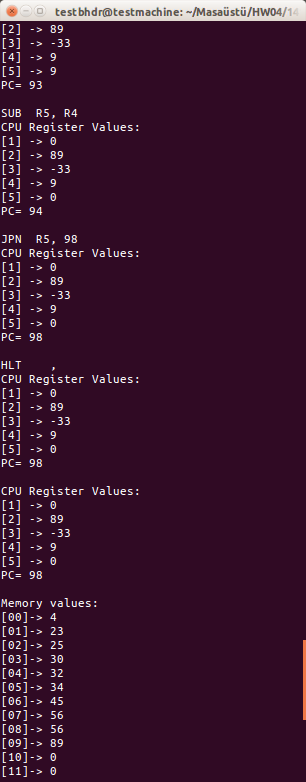 testbhdr@testmachine: ~/Masaüstü/HW04/14
[2] -> 89
[3] -> -33
[4] -> 9
[5] -> 9
PC= 93
SUB  R5, R4
CPU Register Values:
[1] -> 0
[2] -> 89
[3] -> -33
[4] -> 9
[5] -> 0
PC= 94
JPN  R5, 98
CPU Register Values:
[1] -> 0
[2] -> 89
[3] -> -33
[4] -> 9
[5] -> 0
PC= 98
HLT    ,
CPU Register Values:
[1] -> 0
[2] -> 89
[3] -> -33
[4] -> 9
[5] -> 0
PC= 98
CPU Register Values:
[1] -> 0
[2] -> 89
[3] -> -33
[4] -> 9
[5] -> 0
PC= 98
Memory values:
[00]-> 4
[01]-> 23
[02]-> 25
[03]-> 30
[04]-> 32
[05]-> 34
[06]-> 45
[07]-> 56
[08]-> 56
[09]-> 89
[10]-> 0
[11]-> 0